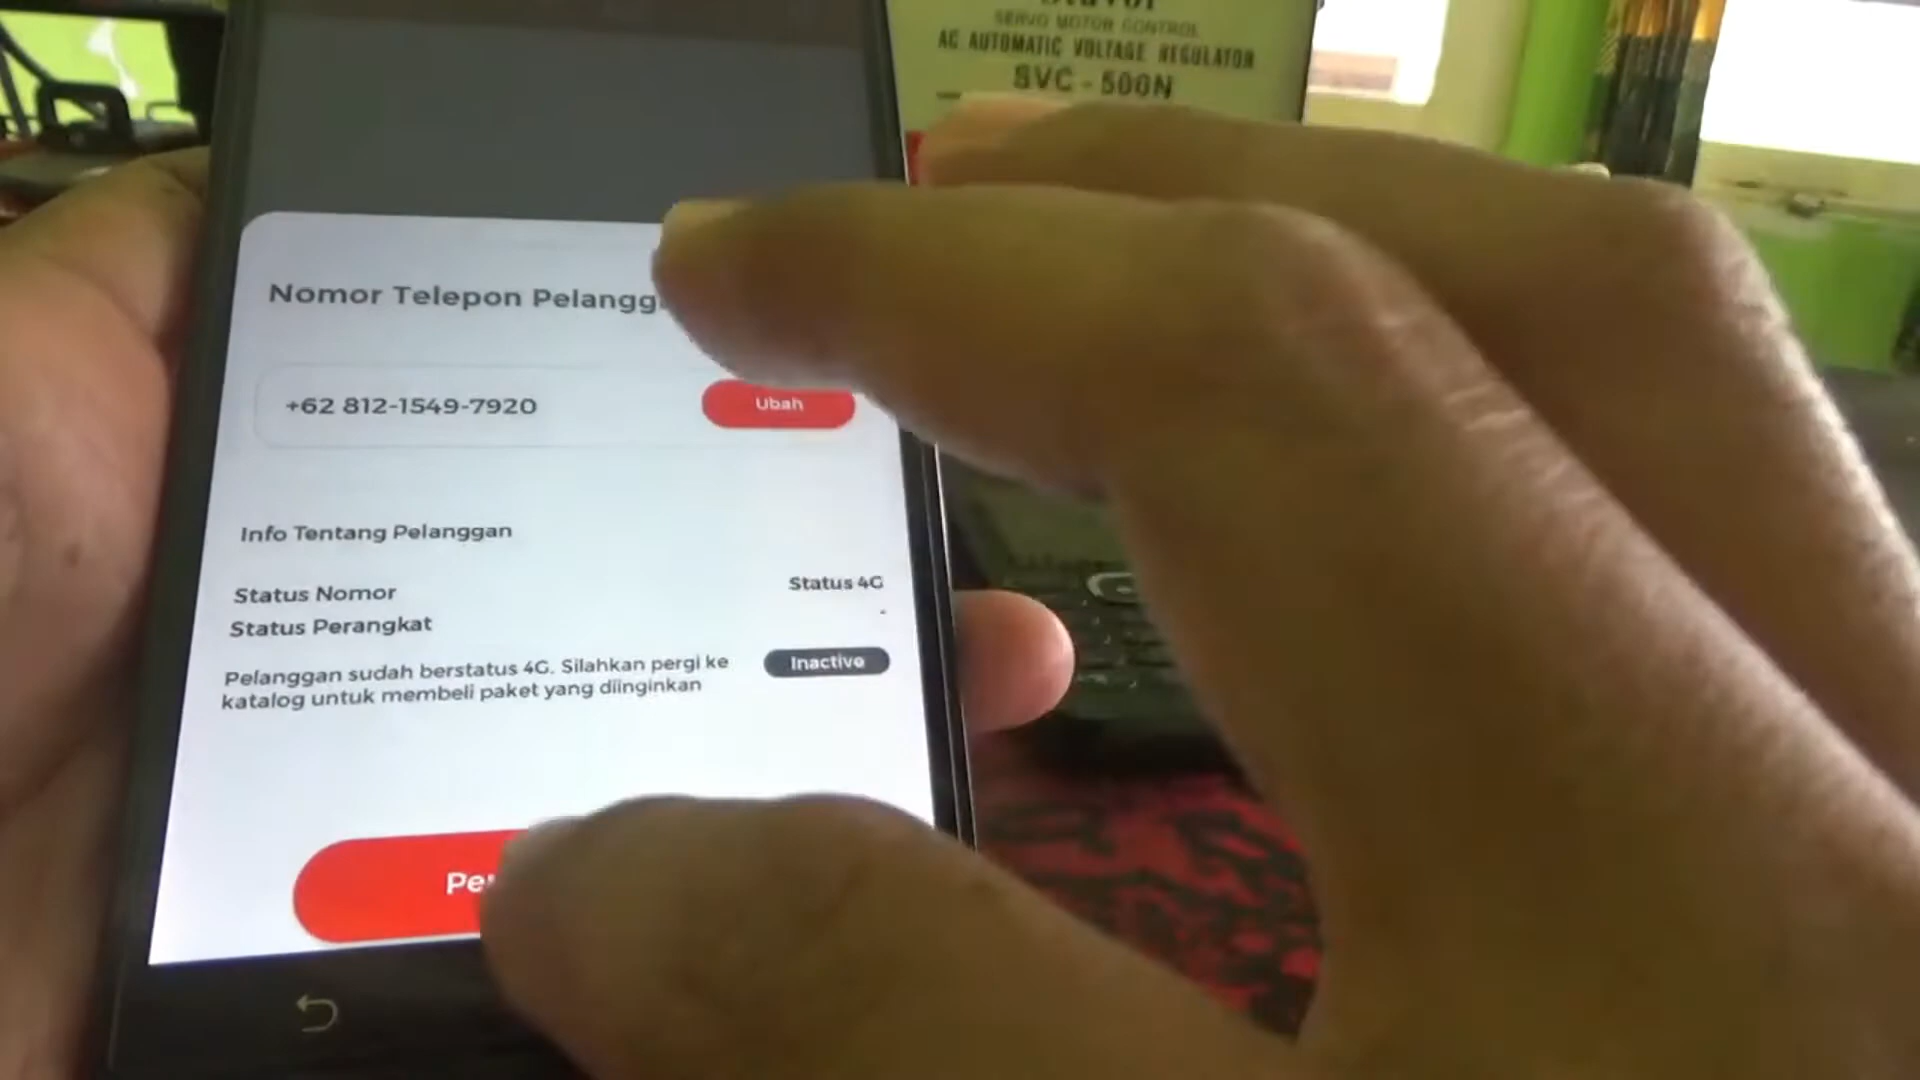 SERVO MOTOR CONTROL
AC AUTOMATIC VOLTAGE REGULATOR
SVC - 500N
Nomor Telepon Pelangg
+62 812-1549-7920
Ubah
Info Tentang Pelanggan
Status Nomor
Status 4G
Status Perangkat
-
Pelanggan sudah berstatus 4G. Silahkan pergi ke
katalog untuk membeli paket yang diinginkan
Inactive
Pe